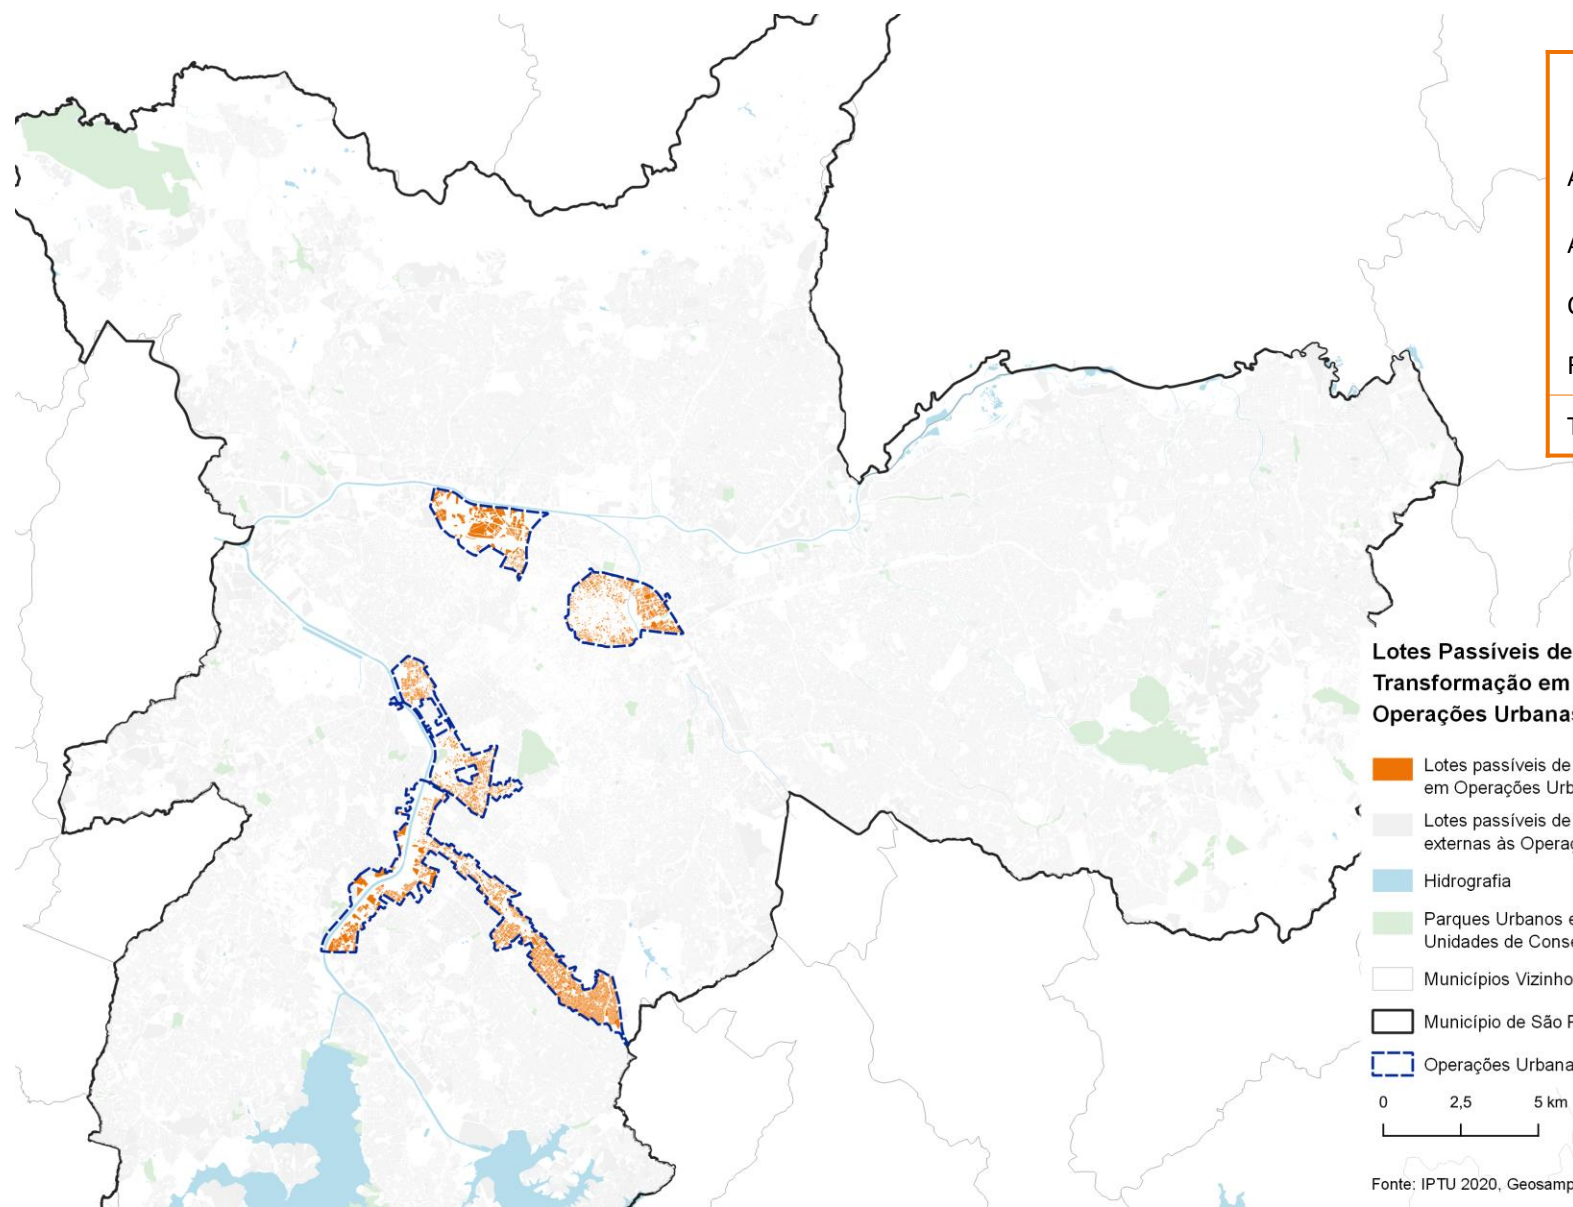 A
A
Lotes Passíveis de
Transformação em
Operações Urbanas
Lotes passíveis de
em Operações Urb
Lotes passíveis de
externas às Operaç
Hidrografia
Parques Urbanos e
Unidades de Conse
Municípios Vizinho
Município de São P
Operações Urbana
0 2,5 5 km
Fonte: IPTU 2020, Geosamp